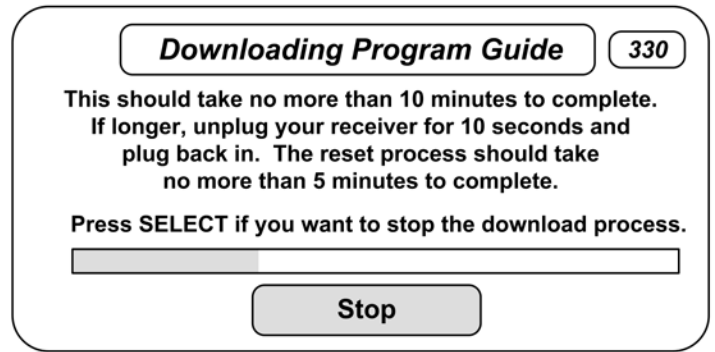 Downloading Program Guide 330
This should take no more than 10 minutes to complete.
If longer, unplug your receiver for 10 seconds and
plug back in. The reset process should take
no more than 5 minutes to complete.
Press SELECT if you want to stop the download process.
Stop